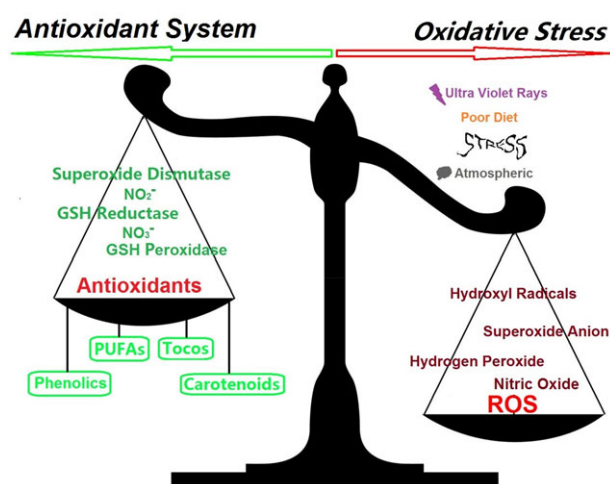 Antioxidant System
Oxidative Stress
Ultra Violet Rays
Poor Diet
STRESS
Atmospheric
Superoxide Dismutase
NO₂⁻
GSH Reductase
NO₃⁻
GSH Peroxidase
Antioxidants
PUFAs
Tocos
Phenolics
Carotenoids
Hydroxyl Radicals
Superoxide Anion
Hydrogen Peroxide
Nitric Oxide
ROS